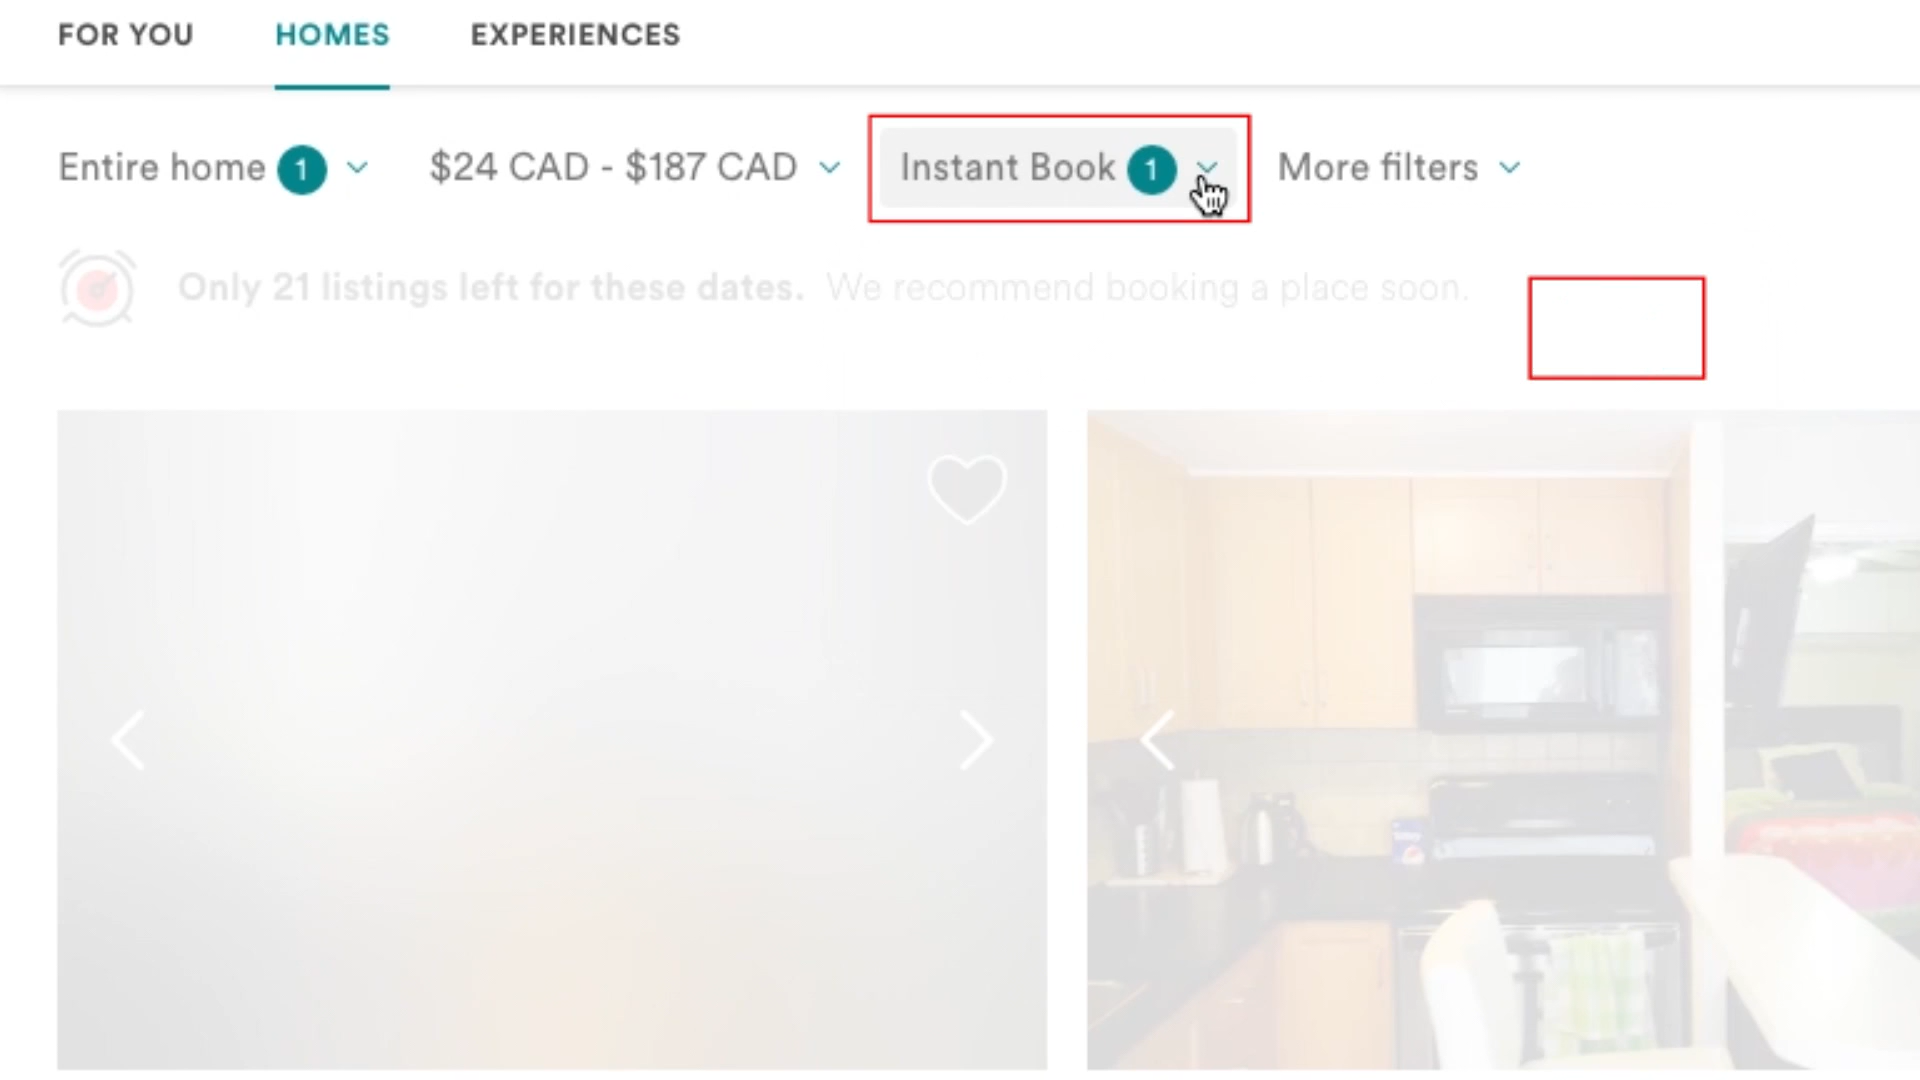 FOR YOU HOMES EXPERIENCES
Entire home 1 $24 CAD - $187 CAD Instant Book 1 More filters
Only 21 listings left for these dates. We recommend booking a place soon.